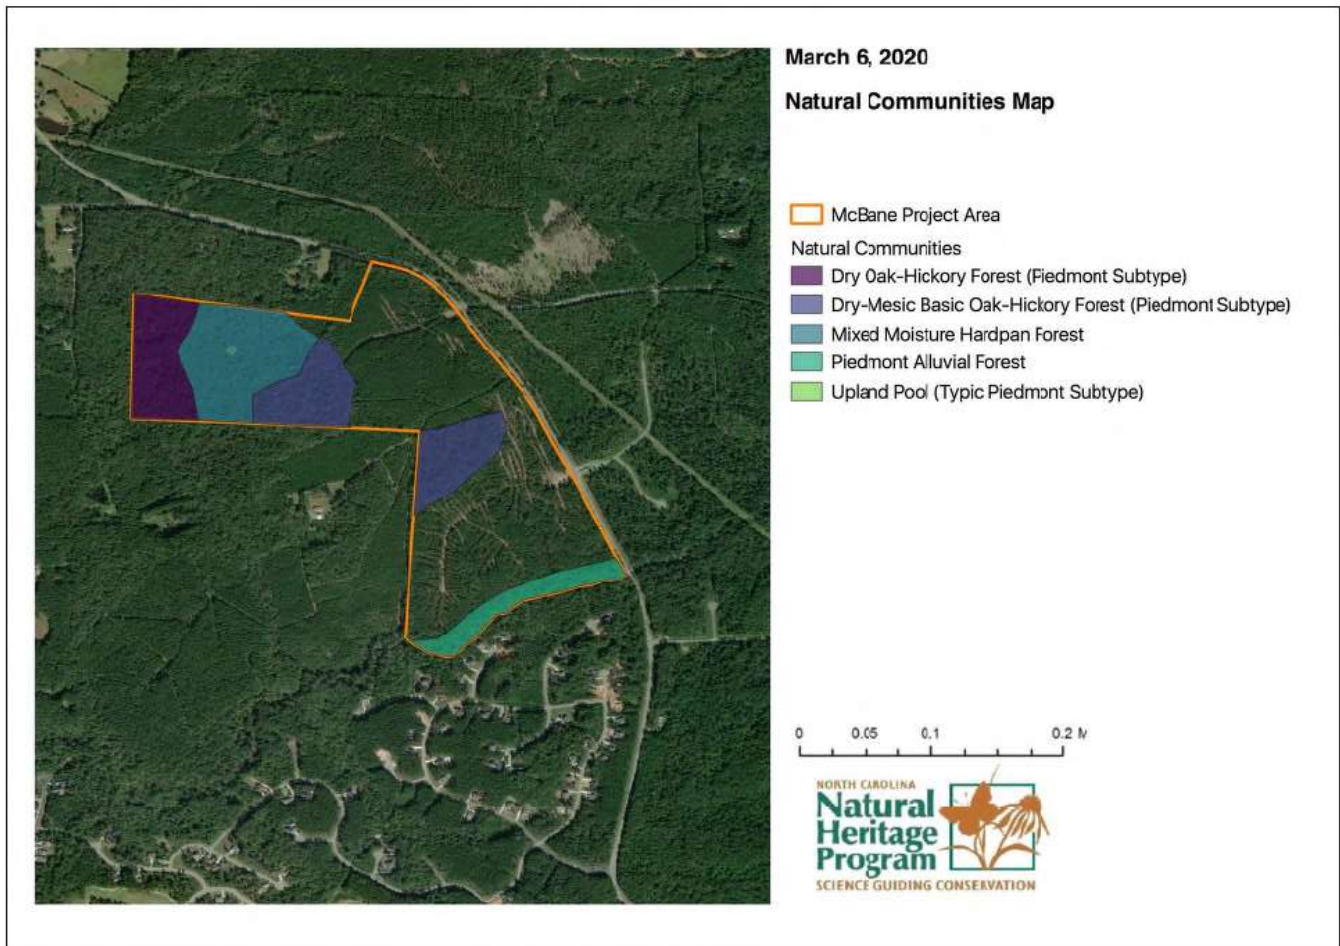 March 6, 2020
Natural Communities Map
McBane Project Area
Natural Communities
Dry Oak-Hickory Forest (Piedmont Subtype)
Dry-Mesic Basic Oak-Hickory Forest (Piedmont Subtype)
Mixed Moisture Hardpan Forest
Piedmont Alluvial Forest
Upland Pool (Typic Piedmont Subtype)
0 0.05 0.1 0.2 M
NORTH CAROLINA
Natural
Heritage
Program
SCIENCE GUIDING CONSERVATION